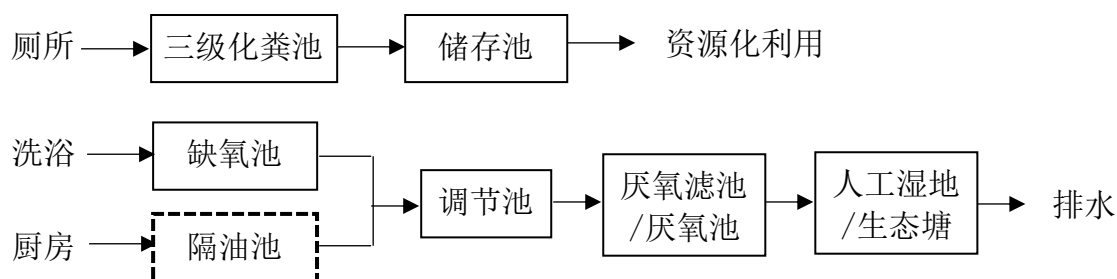 厕所
三级化粪池
储存池
资源化利用
洗浴
缺氧池
厨房
隔油池
调节池
厌氧滤池
/厌氧池
人工湿地
/生态塘
排水